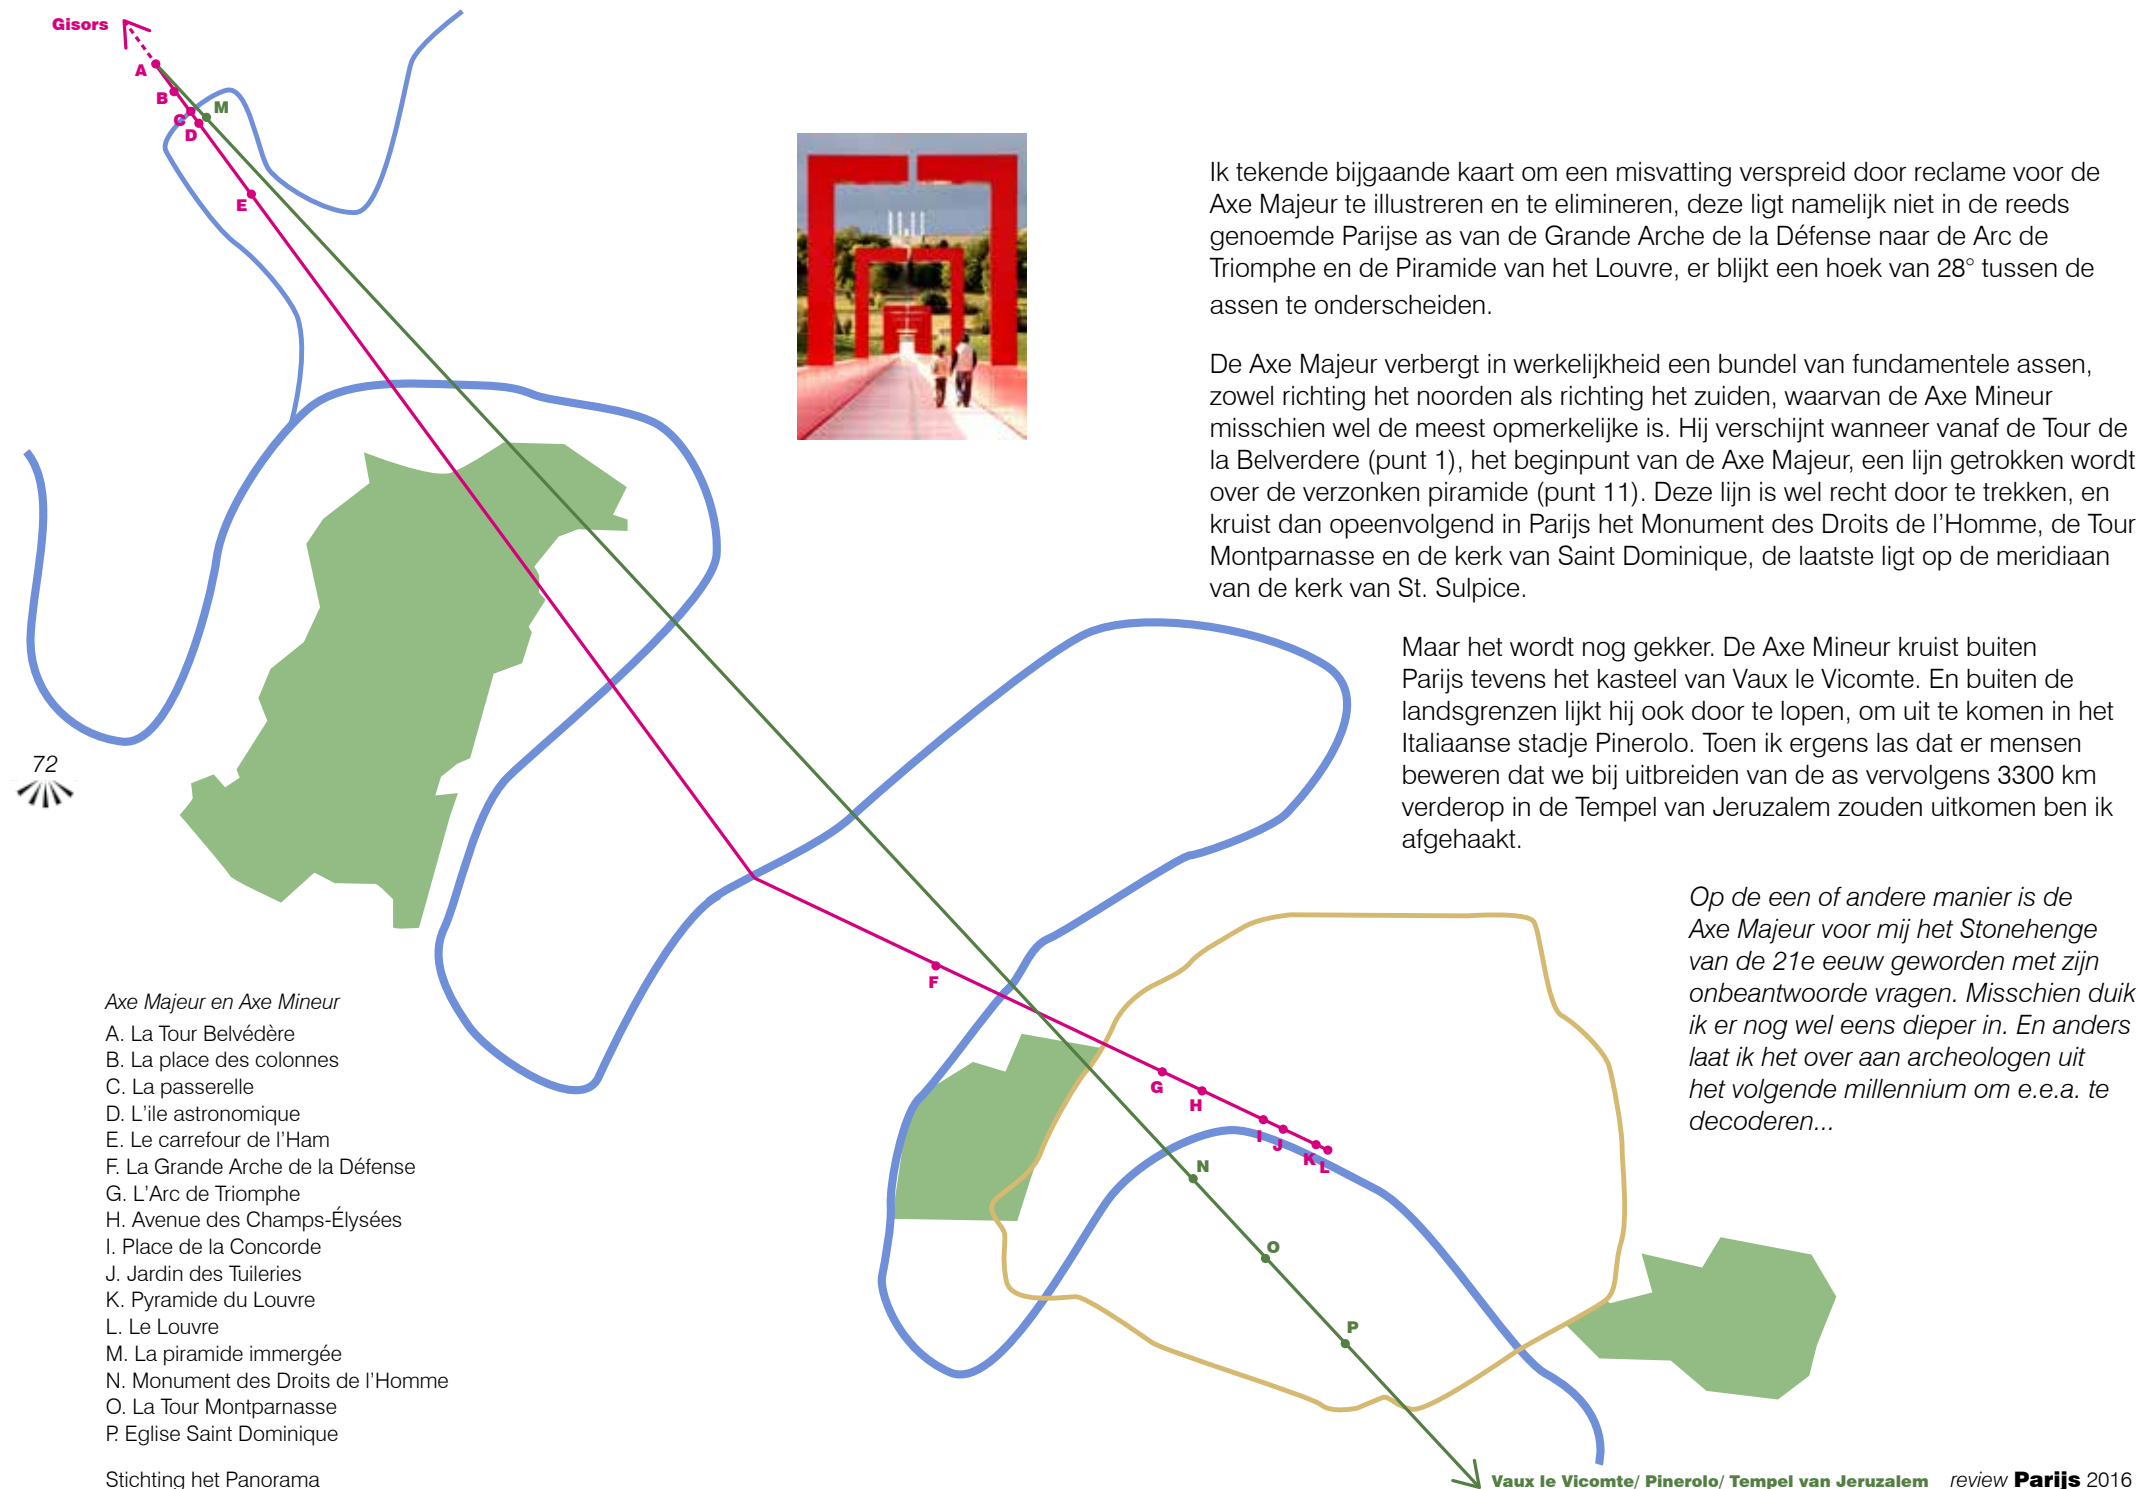 Gisors
A
B
C
D
M
E
Ik tekende bijgaande kaart om een misvatting verspreid door reclame voor de
Axe Majeur te illustreren en te elimineren, deze ligt namelijk niet in de reeds
genoemde Parijse as van de Grande Arche de la Défense naar de Arc de
Triomphe en de Piramide van het Louvre, er blijkt een hoek van 28° tussen de
assen te onderscheiden.
De Axe Majeur verbergt in werkelijkheid een bundel van fundamentele assen,
zowel richting het noorden als richting het zuiden, waarvan de Axe Mineur
misschien wel de meest opmerkelijke is. Hij verschijnt wanneer vanaf de Tour de
la Belverdere (punt 1), het beginpunt van de Axe Majeur, een lijn getrokken wordt
over de verzonken piramide (punt 11). Deze lijn is wel recht door te trekken, en
kruist dan opeenvolgend in Parijs het Monument des Droits de l'Homme, de Tour
Montparnasse en de kerk van Saint Dominique, de laatste ligt op de meridiaan
van de kerk van St. Sulpice.
Maar het wordt nog gekker. De Axe Mineur kruist buiten
Parijs tevens het kasteel van Vaux le Vicomte. En buiten de
landsgrenzen lijkt hij ook door te lopen, om uit te komen in het
Italiaanse stadje Pinerolo. Toen ik ergens las dat er mensen
beweren dat we bij uitbreiden van de as vervolgens 3300 km
verderop in de Tempel van Jeruzalem zouden uitkomen ben ik
afgehaakt.
Op de een of andere manier is de
Axe Majeur voor mij het Stonehenge
van de 21e eeuw geworden met zijn
onbeantwoorde vragen. Misschien duik
ik er nog wel eens dieper in. En anders
laat ik het over aan archeologen uit
het volgende millennium om e.e.a. te
decoderen...
72
F
G
H
I
J
K
L
N
O
P
Axe Majeur en Axe Mineur
A. La Tour Belvédère
B. La place des colonnes
C. La passerelle
D. L'ile astronomique
E. Le carrefour de l'Ham
F. La Grande Arche de la Défense
G. L'Arc de Triomphe
H. Avenue des Champs-Élysées
I. Place de la Concorde
J. Jardin des Tuileries
K. Pyramide du Louvre
L. Le Louvre
M. La piramide immergée
N. Monument des Droits de l'Homme
O. La Tour Montparnasse
P. Eglise Saint Dominique
Stichting het Panorama
Vaux le Vicomte/ Pinerolo/ Tempel van Jeruzalem
review Parijs 2016